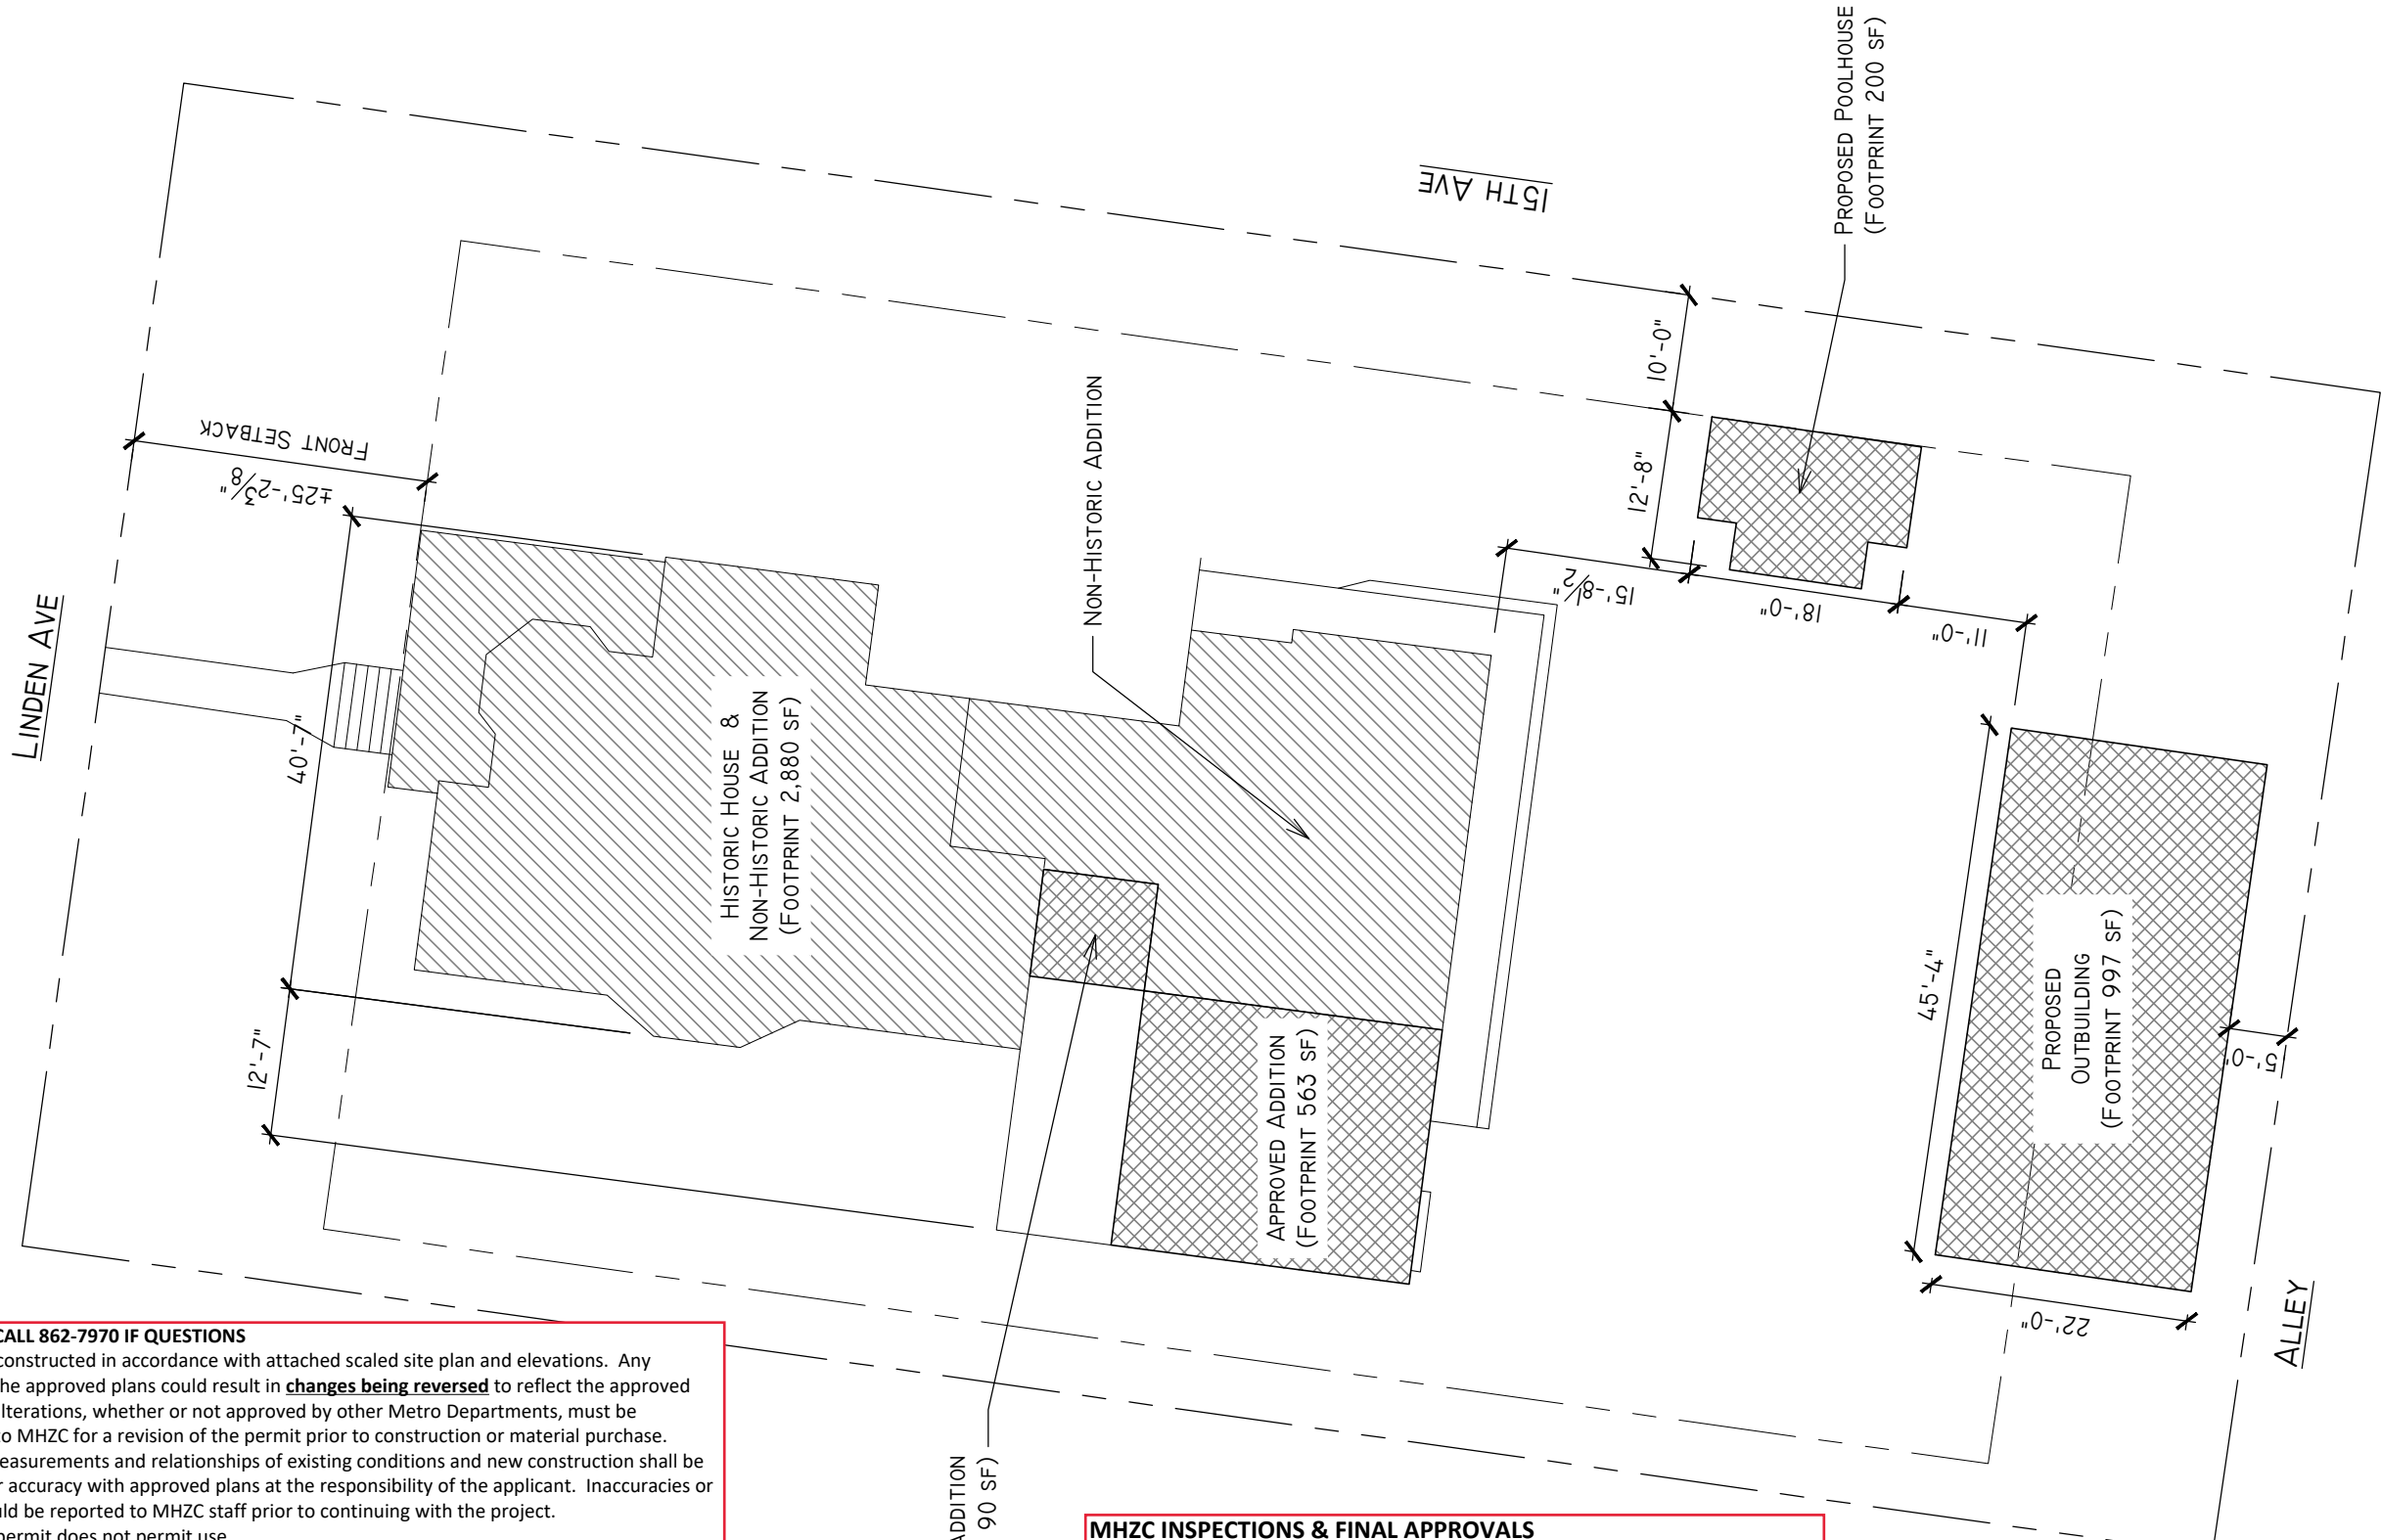 LINDEN AVE
FRONT SETBACK
±25'-2 3/8"
40'-7"
12'-7"
15TH AVE
PROPOSED POOLHOUSE
(FOOTPRINT 200 SF)
10'-0"
12'-8"
NON-HISTORIC ADDITION
15'-8 1/2"
18'-0"
11'-0"
HISTORIC HOUSE &
NON-HISTORIC ADDITION
(FOOTPRINT 2,880 SF)
APPROVED ADDITION
(FOOTPRINT 563 SF)
45'-4"
PROPOSED
OUTBUILDING
(FOOTPRINT 997 SF)
5'-0"
22'-0"
ALLEY
ADDITION
90 SF)
CALL 862-7970 IF QUESTIONS
constructed in accordance with attached scaled site plan and elevations. Any
he approved plans could result in changes being reversed to reflect the approved
lterations, whether or not approved by other Metro Departments, must be
to MHZC for a revision of the permit prior to construction or material purchase.
easurements and relationships of existing conditions and new construction shall be
r accuracy with approved plans at the responsibility of the applicant. Inaccuracies or
uld be reported to MHZC staff prior to continuing with the project.
permit does not permit use
MHZC INSPECTIONS & FINAL APPROVALS